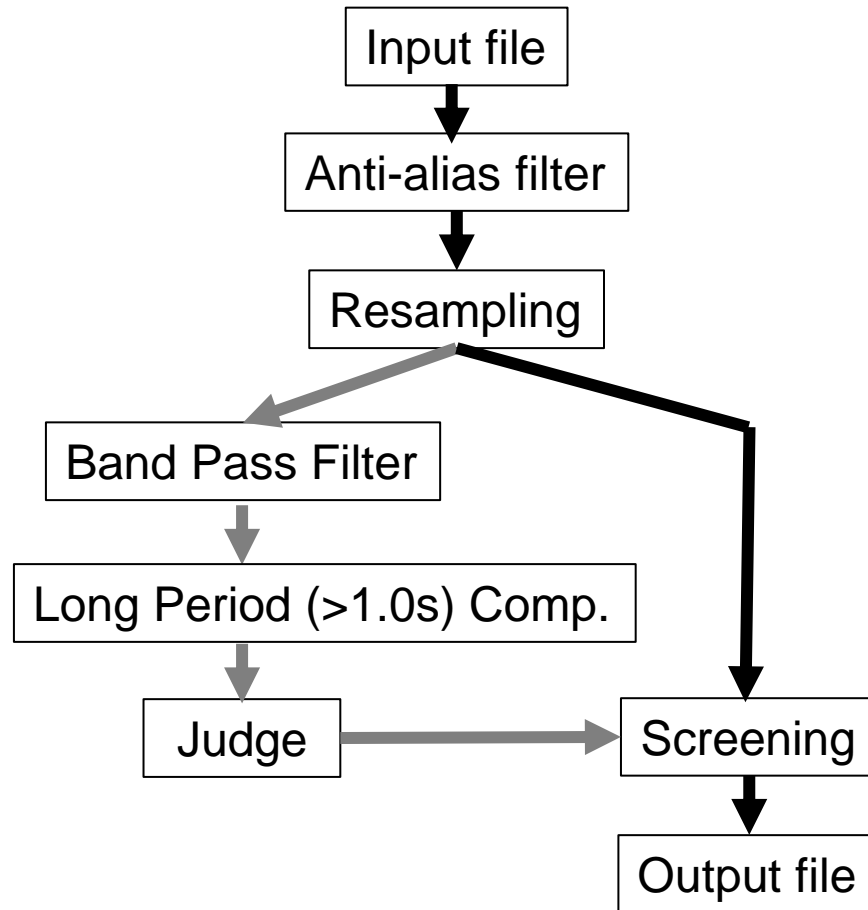 Input file
Anti-alias filter
Resampling
Band Pass Filter
Long Period (>1.0s) Comp.
Judge
Screening
Output file